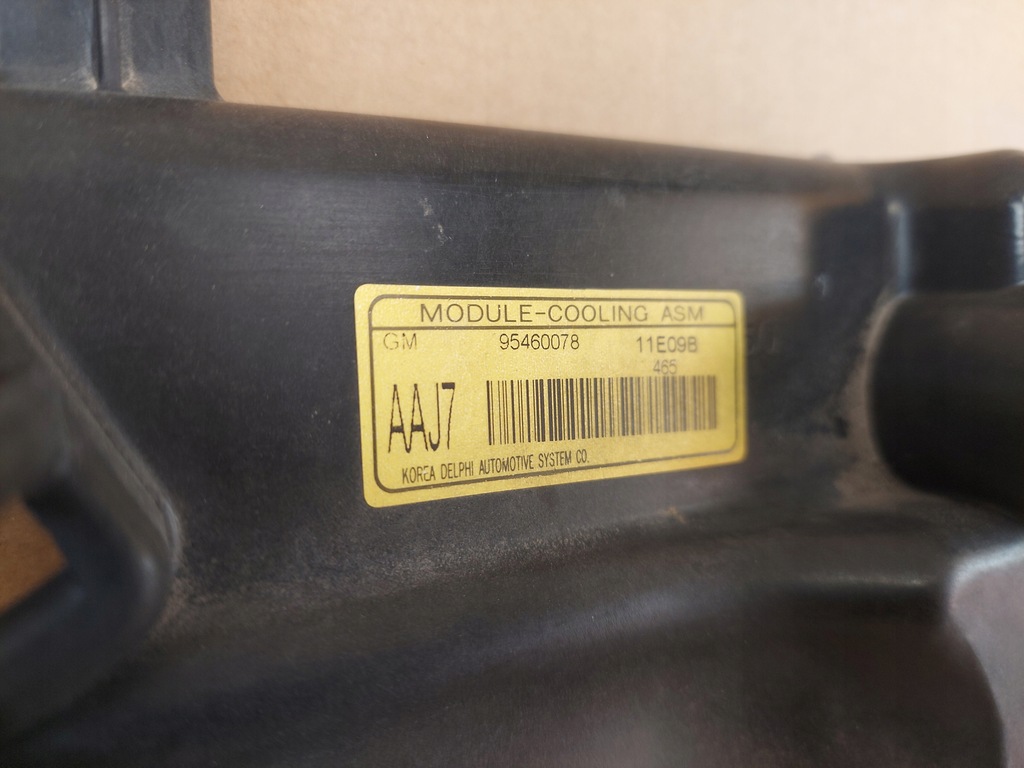 MODULE-COOLING ASM
GM 95460078 11E09B
465
AAJ7
KOREA DELPHI AUTOMOTIVE SYSTEM CO.